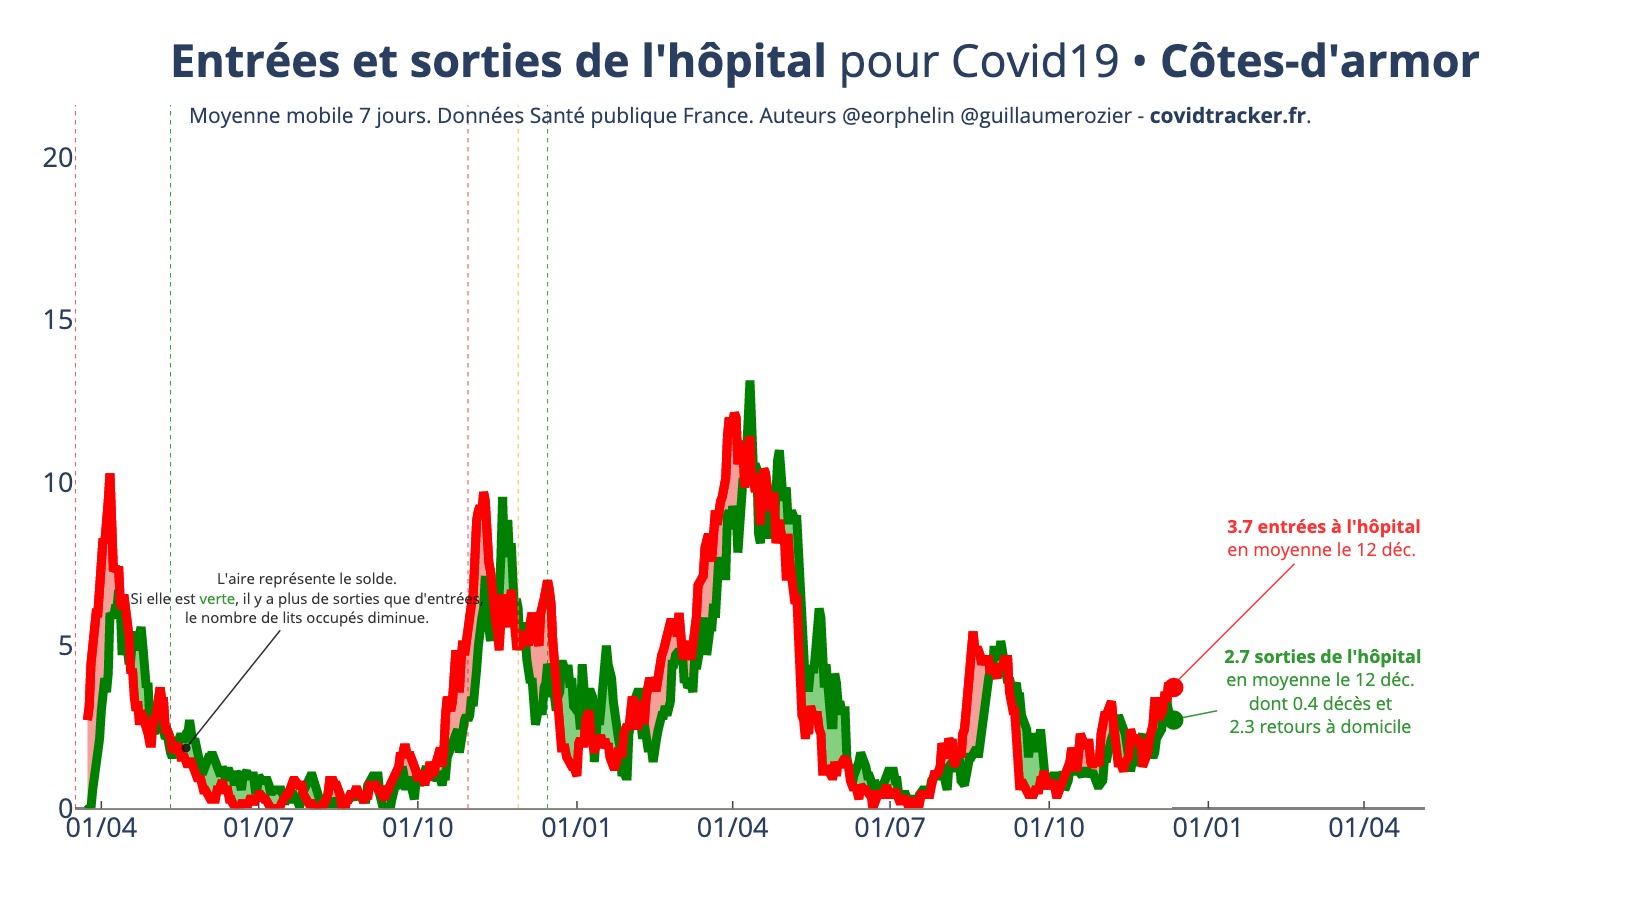 Entrées et sorties de l'hôpital pour Covid19 • Côtes-d'armor
Moyenne mobile 7 jours. Données Santé publique France. Auteurs @eorphelin @guillaumerozier - covidtracker.fr.
20
15
10
5
0
L'aire représente le solde.
Si elle est verte, il y a plus de sorties que d'entrées,
le nombre de lits occupés diminue.
3.7 entrées à l'hôpital
en moyenne le 12 déc.
2.7 sorties de l'hôpital
en moyenne le 12 déc.
dont 0.4 décès et
2.3 retours à domicile
01/04 01/07 01/10 01/01 01/04 01/07 01/10 01/01 01/04